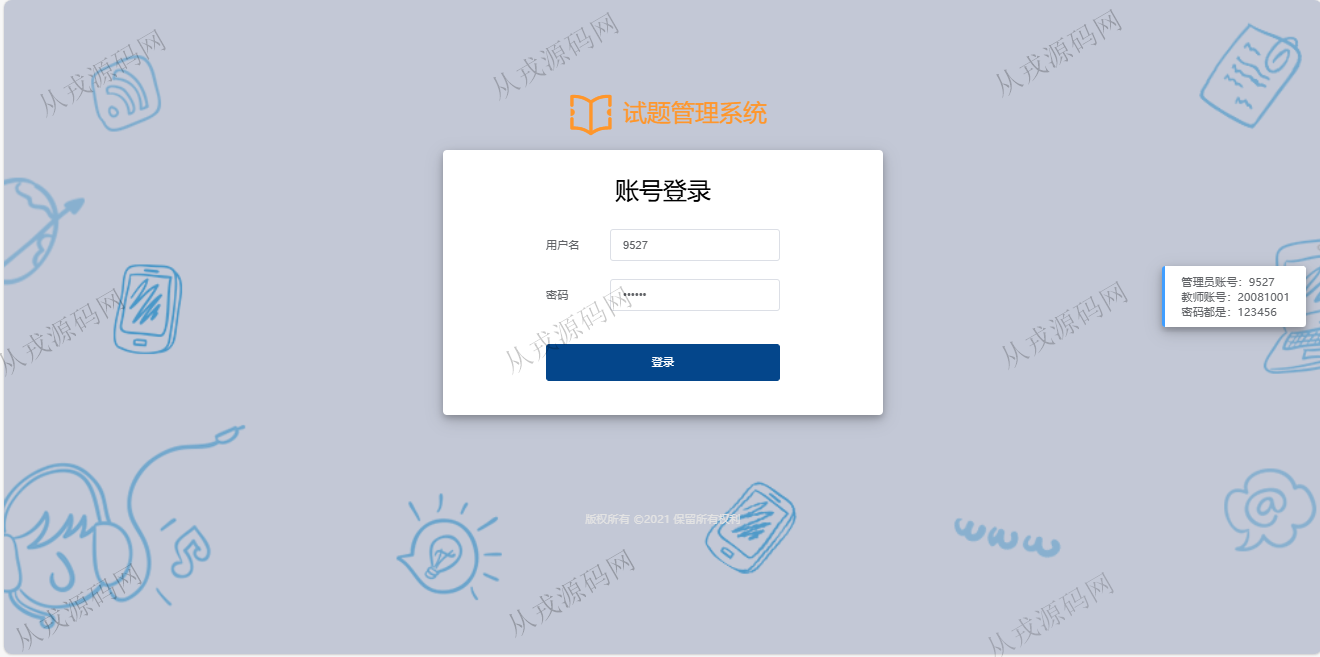 从戎源码网
从戎源码网
从戎源码网
试题管理系统
账号登录
用户名
9527
密码
••••••
登录
管理员账号：9527
教师账号：20081001
密码都是：123456
从戎源码网
从戎源码网
从戎源码网
版权所有 ©2021 保留所有权利
www
@
从戎源码网
从戎源码网
从戎源码网